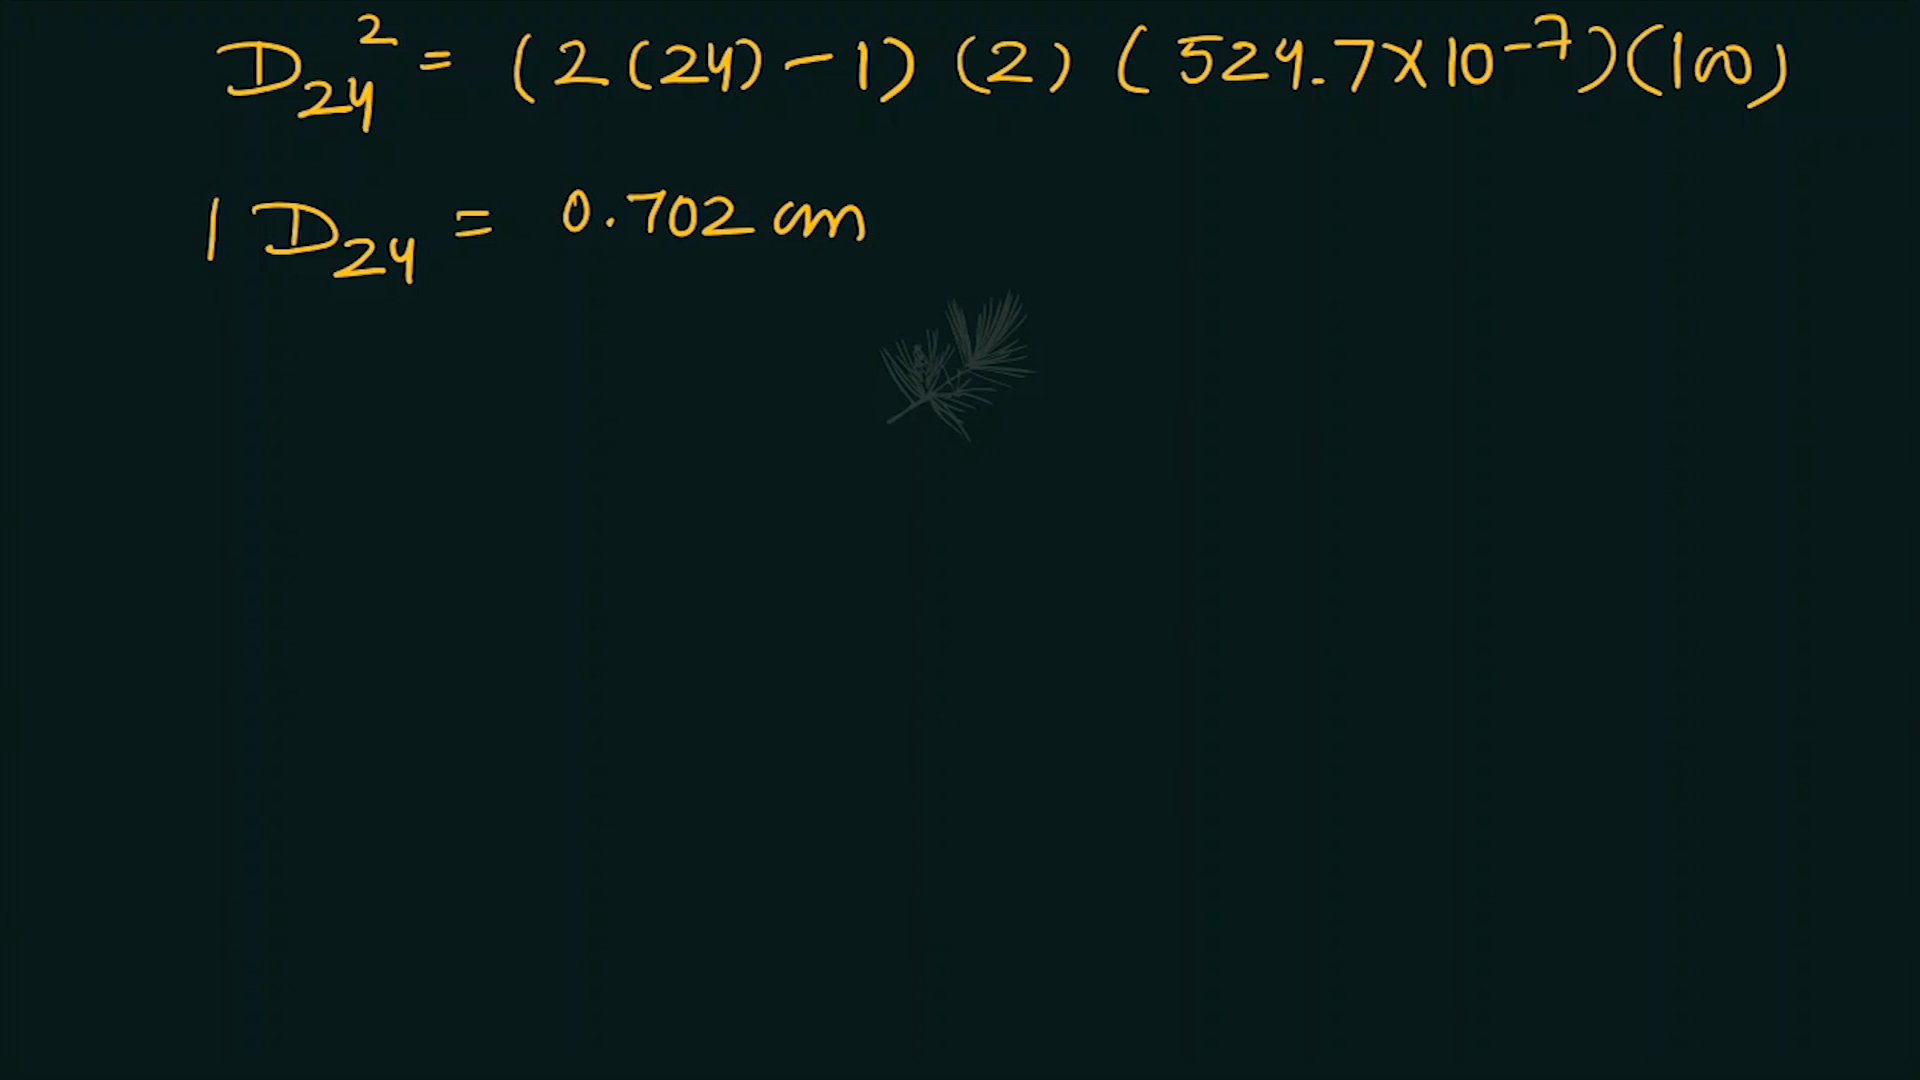 D₂₄² = (2(24) − 1) (2) (524.7×10⁻⁷)(100)
| D₂₄ = 0.702 cm